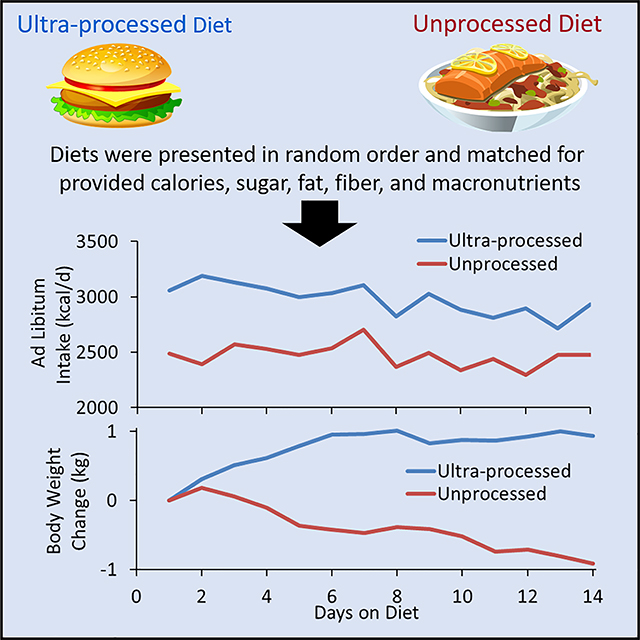 Ultra-processed Diet
Unprocessed Diet
Diets were presented in random order and matched for
provided calories, sugar, fat, fiber, and macronutrients
Ad Libitum
Intake (kcal/d)
3500
3000
2500
2000
Ultra-processed
Unprocessed
Body Weight
Change (kg)
1
0
-1
Ultra-processed
Unprocessed
0 2 4 6 8 10 12 14
Days on Diet